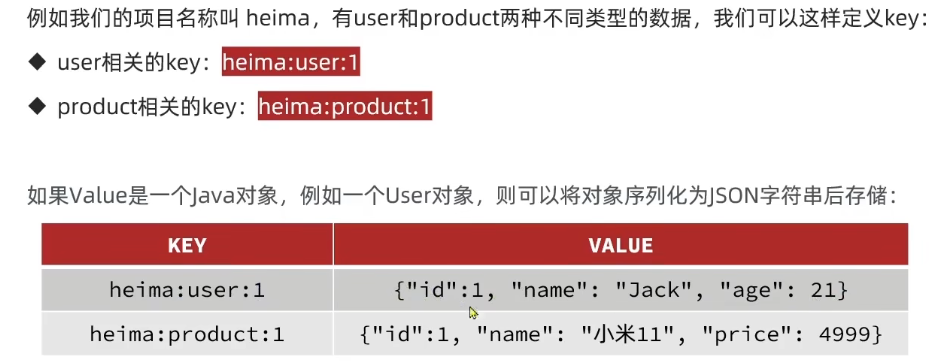 例如我们的项目名称叫 heima，有user和product两种不同类型的数据，我们可以这样定义key：
◆ user相关的key：heima:user:1
◆ product相关的key：heima:product:1
如果Value是一个Java对象，例如一个User对象，则可以将对象序列化为JSON字符串后存储：
KEY VALUE
heima:user:1 {"id":1, "name": "Jack", "age": 21}
heima:product:1 {"id":1, "name": "小米11", "price": 4999}